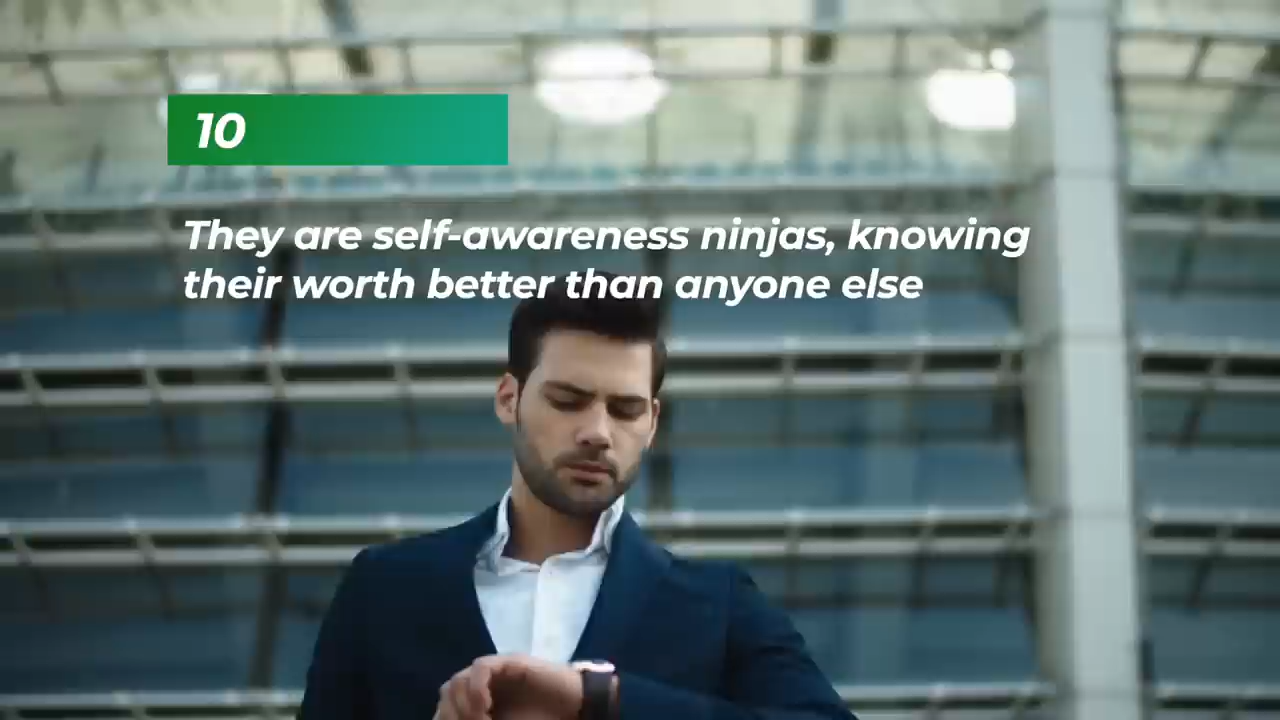 10
They are self-awareness ninjas, knowing
their worth better than anyone else